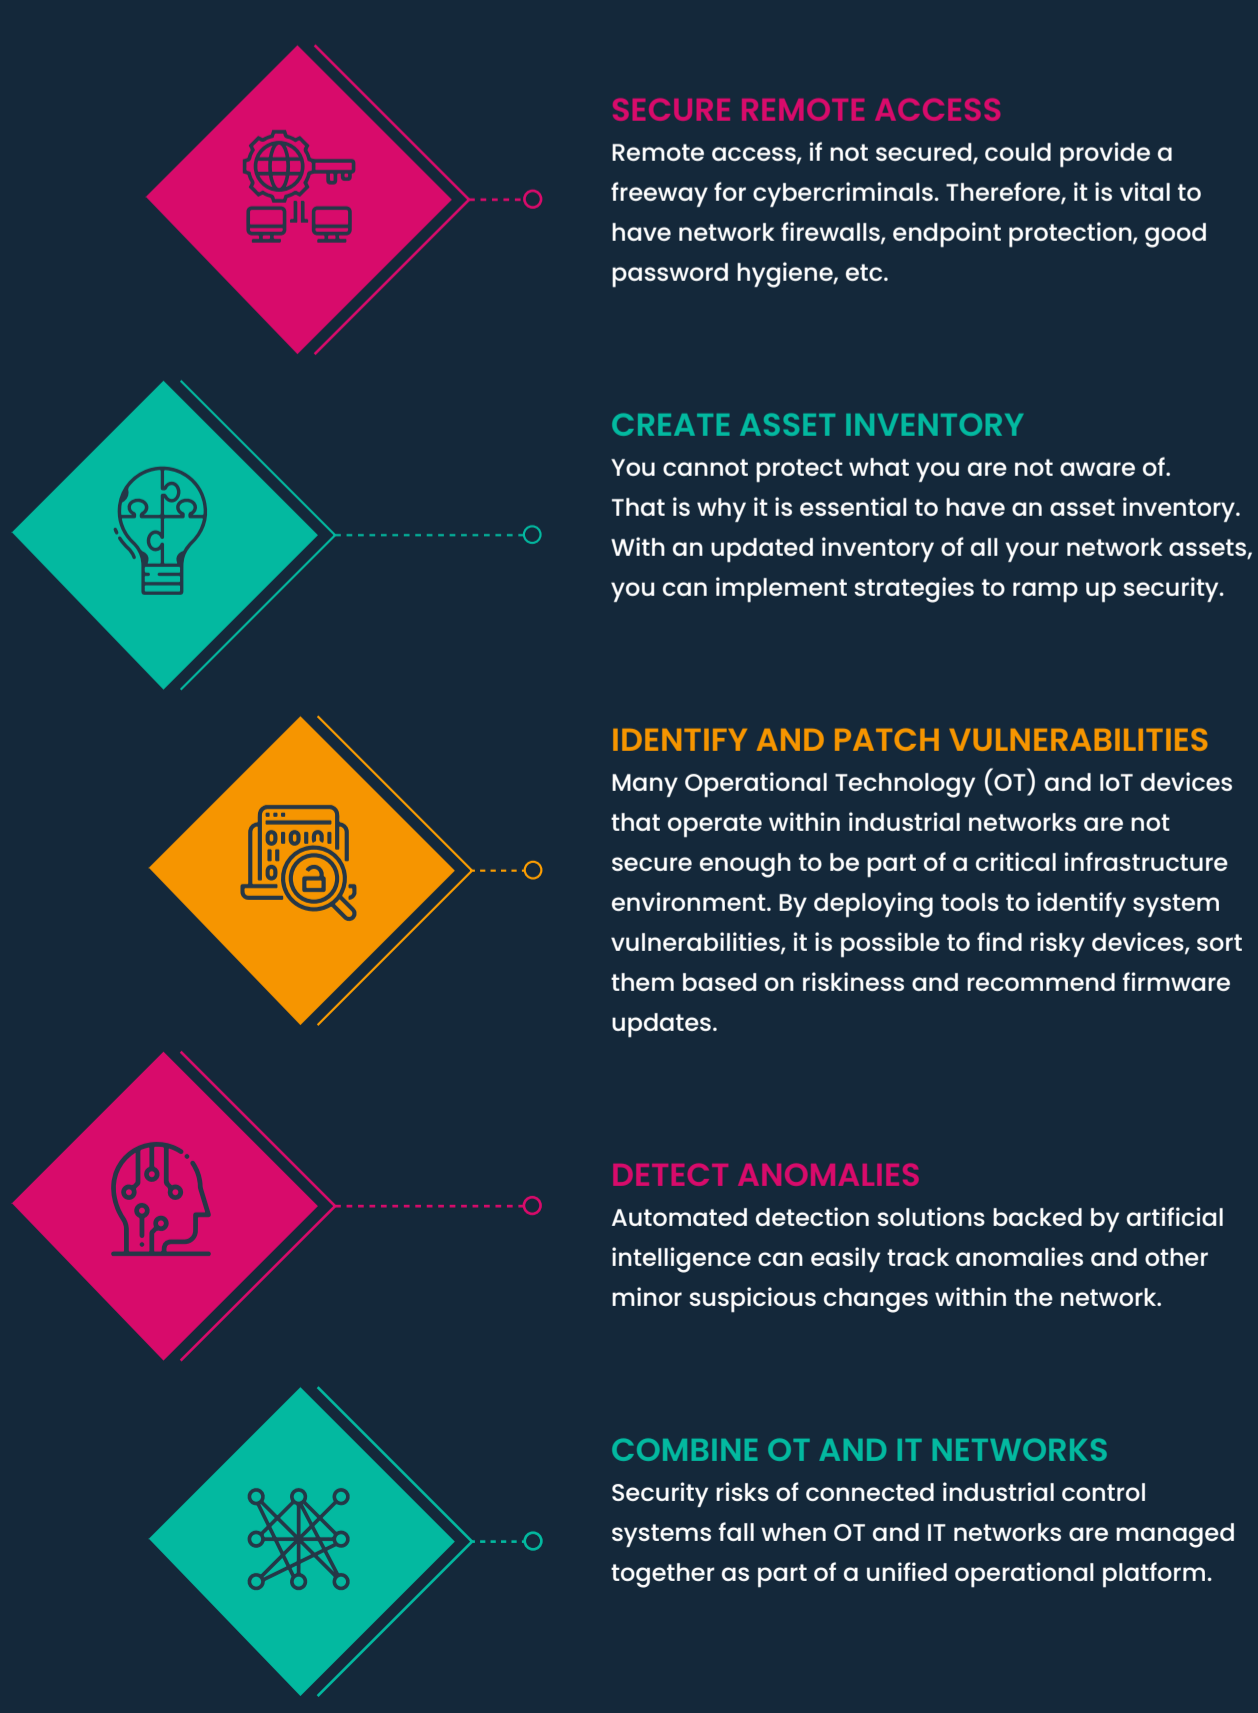 SECURE REMOTE ACCESS
Remote access, if not secured, could provide a
freeway for cybercriminals. Therefore, it is vital to
have network firewalls, endpoint protection, good
password hygiene, etc.
CREATE ASSET INVENTORY
You cannot protect what you are not aware of.
That is why it is essential to have an asset inventory.
With an updated inventory of all your network assets,
you can implement strategies to ramp up security.
IDENTIFY AND PATCH VULNERABILITIES
Many Operational Technology (OT) and IoT devices
that operate within industrial networks are not
secure enough to be part of a critical infrastructure
environment. By deploying tools to identify system
vulnerabilities, it is possible to find risky devices, sort
them based on riskiness and recommend firmware
updates.
DETECT ANOMALIES
Automated detection solutions backed by artificial
intelligence can easily track anomalies and other
minor suspicious changes within the network.
COMBINE OT AND IT NETWORKS
Security risks of connected industrial control
systems fall when OT and IT networks are managed
together as part of a unified operational platform.